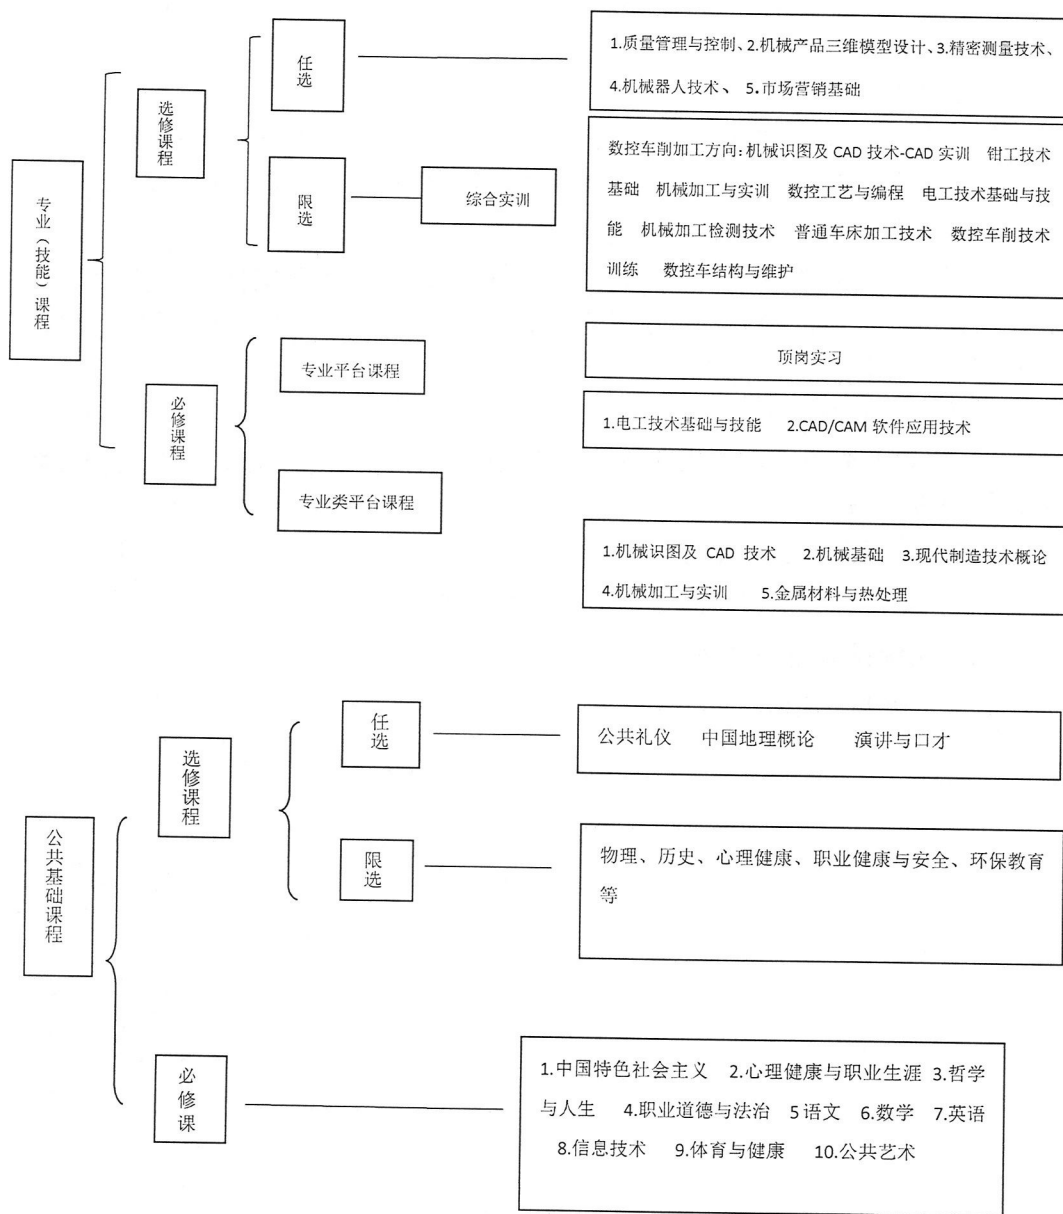 专业（技能）课程
选修课程
任选
1.质量管理与控制、2.机械产品三维模型设计、3.精密测量技术、
4.机械器人技术、 5.市场营销基础
限选
综合实训
数控车削加工方向:机械识图及 CAD 技术-CAD 实训 钳工技术
基础 机械加工与实训 数控工艺与编程 电工技术基础与技
能 机械加工检测技术 普通车床加工技术 数控车削技术
训练 数控车结构与维护
必修课程
专业平台课程
顶岗实习
1.电工技术基础与技能 2.CAD/CAM 软件应用技术
专业类平台课程
1.机械识图及 CAD 技术 2.机械基础 3.现代制造技术概论
4.机械加工与实训 5.金属材料与热处理
公共基础课程
选修课程
任选
公共礼仪 中国地理概论 演讲与口才
限选
物理、历史、心理健康、职业健康与安全、环保教育
等
必修课
1.中国特色社会主义 2.心理健康与职业生涯 3.哲学
与人生 4.职业道德与法治 5 语文 6.数学 7.英语
8.信息技术 9.体育与健康 10.公共艺术